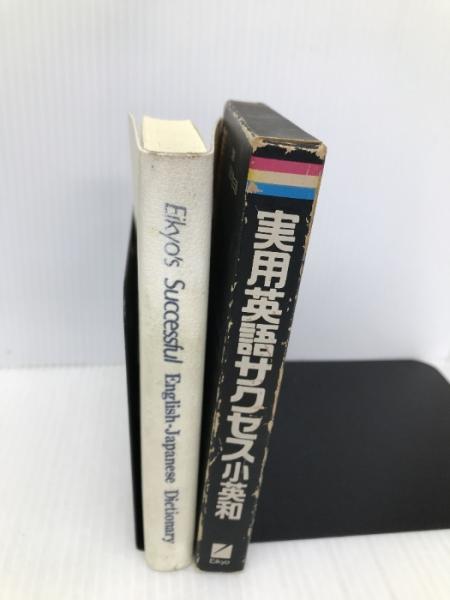 Eikyo's Successful English-Japanese Dictionary
実用英語サクセス小英和
Eikyo